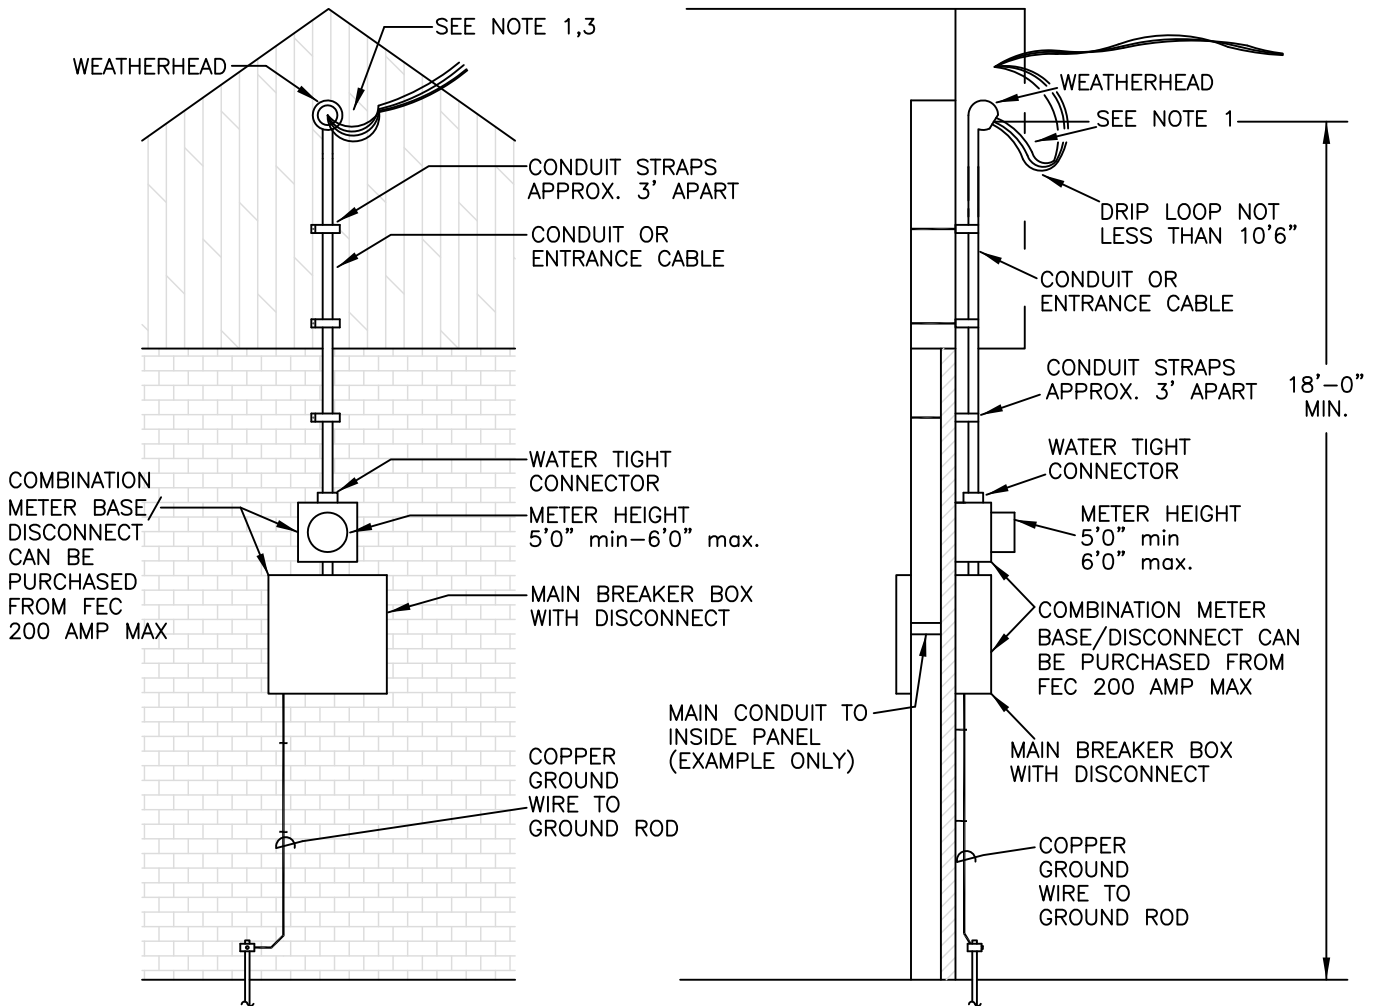 SEE NOTE 1,3
WEATHERHEAD
CONDUIT STRAPS
APPROX. 3' APART
CONDUIT OR
ENTRANCE CABLE
COMBINATION
METER BASE/
DISCONNECT
CAN BE
PURCHASED
FROM FEC
200 AMP MAX
WATER TIGHT
CONNECTOR
METER HEIGHT
5'0" min-6'0" max.
MAIN BREAKER BOX
WITH DISCONNECT
COPPER
GROUND
WIRE TO
GROUND ROD
WEATHERHEAD
SEE NOTE 1
DRIP LOOP NOT
LESS THAN 10'6"
CONDUIT OR
ENTRANCE CABLE
CONDUIT STRAPS
APPROX. 3' APART
18'-0"
MIN.
WATER TIGHT
CONNECTOR
METER HEIGHT
5'0" min
6'0" max.
COMBINATION METER
BASE/DISCONNECT CAN
BE PURCHASED FROM
FEC 200 AMP MAX
MAIN CONDUIT TO
INSIDE PANEL
(EXAMPLE ONLY)
MAIN BREAKER BOX
WITH DISCONNECT
COPPER
GROUND
WIRE TO
GROUND ROD